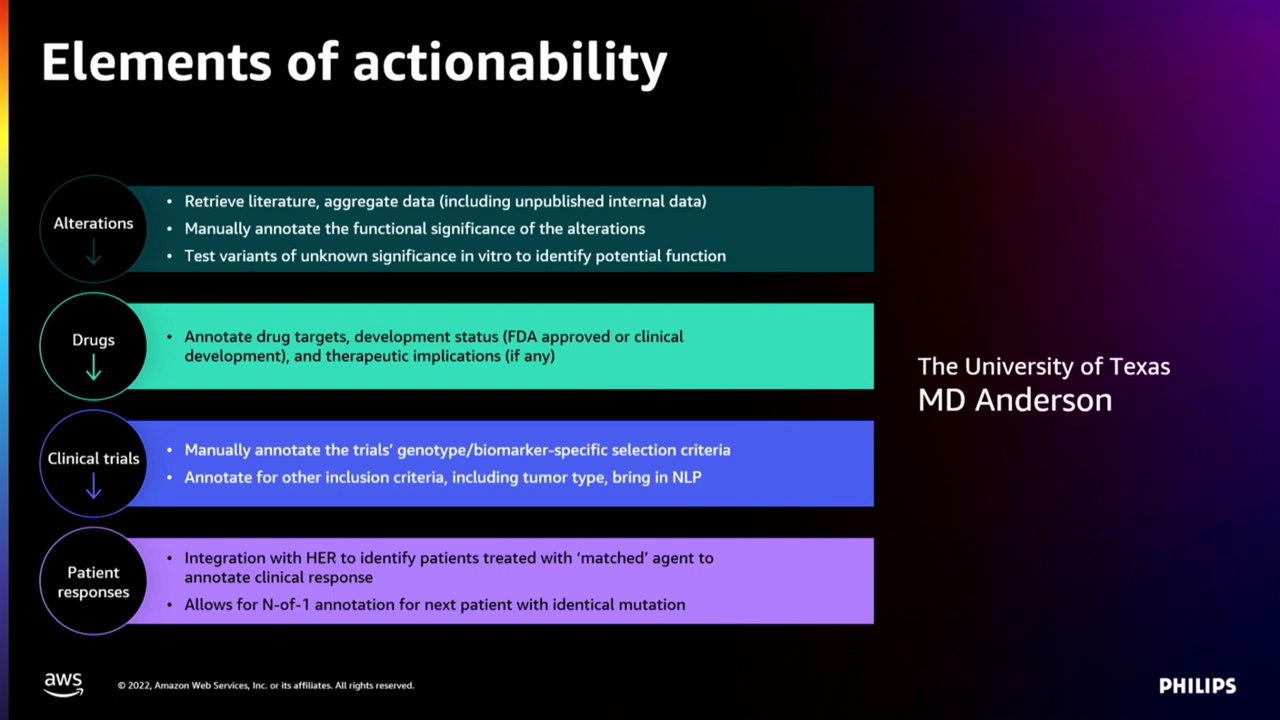 Elements of actionability
Alterations
• Retrieve literature, aggregate data (including unpublished internal data)
• Manually annotate the functional significance of the alterations
• Test variants of unknown significance in vitro to identify potential function
Drugs
• Annotate drug targets, development status (FDA approved or clinical
development), and therapeutic implications (if any)
Clinical trials
• Manually annotate the trials’ genotype/biomarker-specific selection criteria
• Annotate for other inclusion criteria, including tumor type, bring in NLP
Patient
responses
• Integration with HER to identify patients treated with ‘matched’ agent to
annotate clinical response
• Allows for N-of-1 annotation for next patient with identical mutation
The University of Texas
MD Anderson
aws
© 2022, Amazon Web Services, Inc. or its affiliates. All rights reserved.
PHILIPS